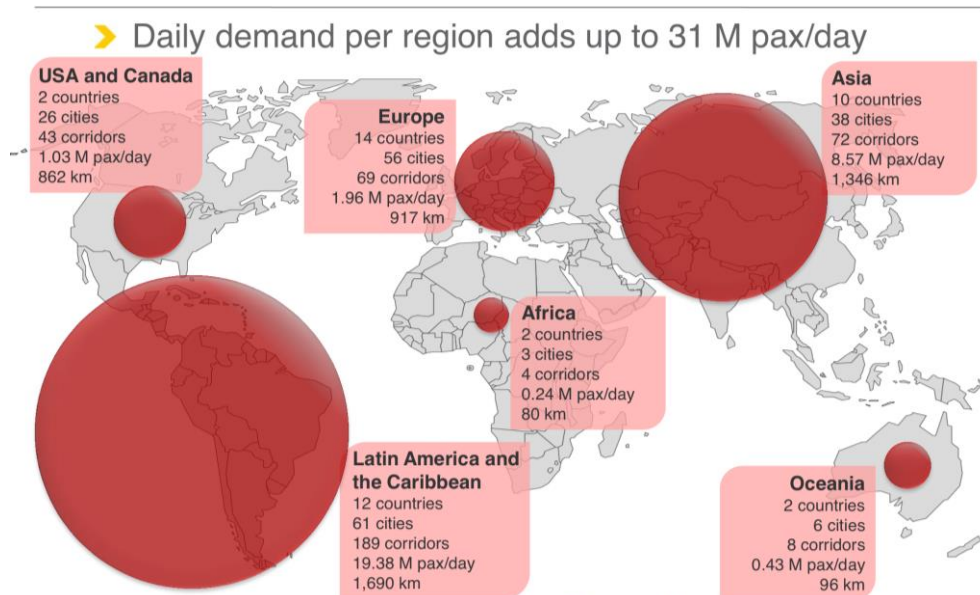 Daily demand per region adds up to 31 M pax/day
USA and Canada
2 countries
26 cities
43 corridors
1.03 M pax/day
862 km
Europe
14 countries
56 cities
69 corridors
1.96 M pax/day
917 km
Asia
10 countries
38 cities
72 corridors
8.57 M pax/day
1,346 km
Africa
2 countries
3 cities
4 corridors
0.24 M pax/day
80 km
Latin America and
the Caribbean
12 countries
61 cities
189 corridors
19.38 M pax/day
1,690 km
Oceania
2 countries
6 cities
8 corridors
0.43 M pax/day
96 km